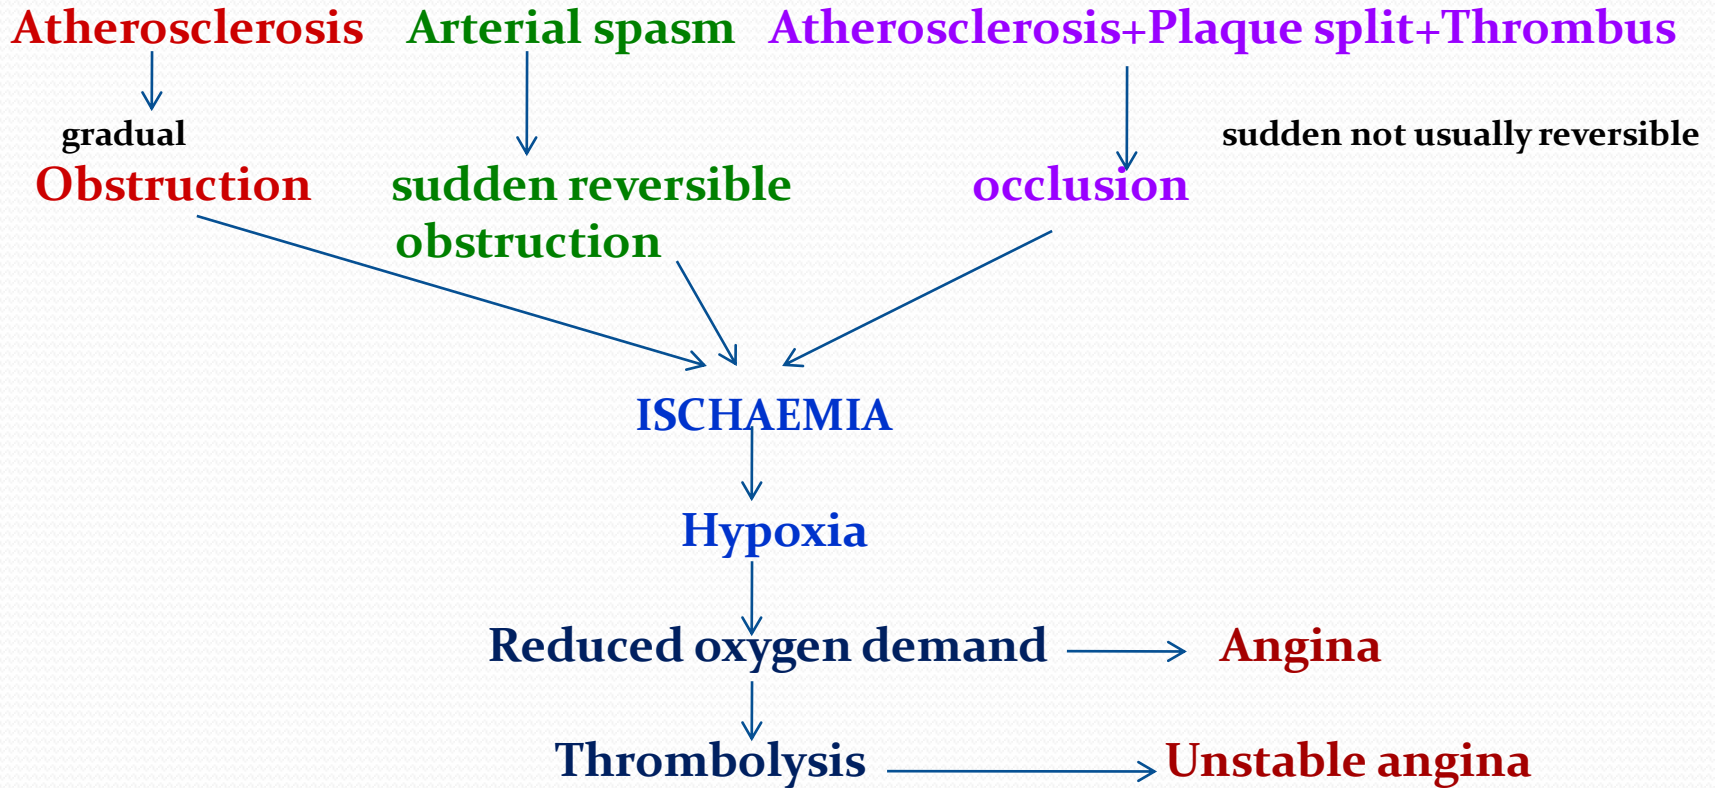 Atherosclerosis Arterial spasm Atherosclerosis+Plaque split+Thrombus
gradual sudden not usually reversible
Obstruction sudden reversible occlusion
obstruction
ISCHAEMIA
Hypoxia
Reduced oxygen demand Angina
Thrombolysis Unstable angina